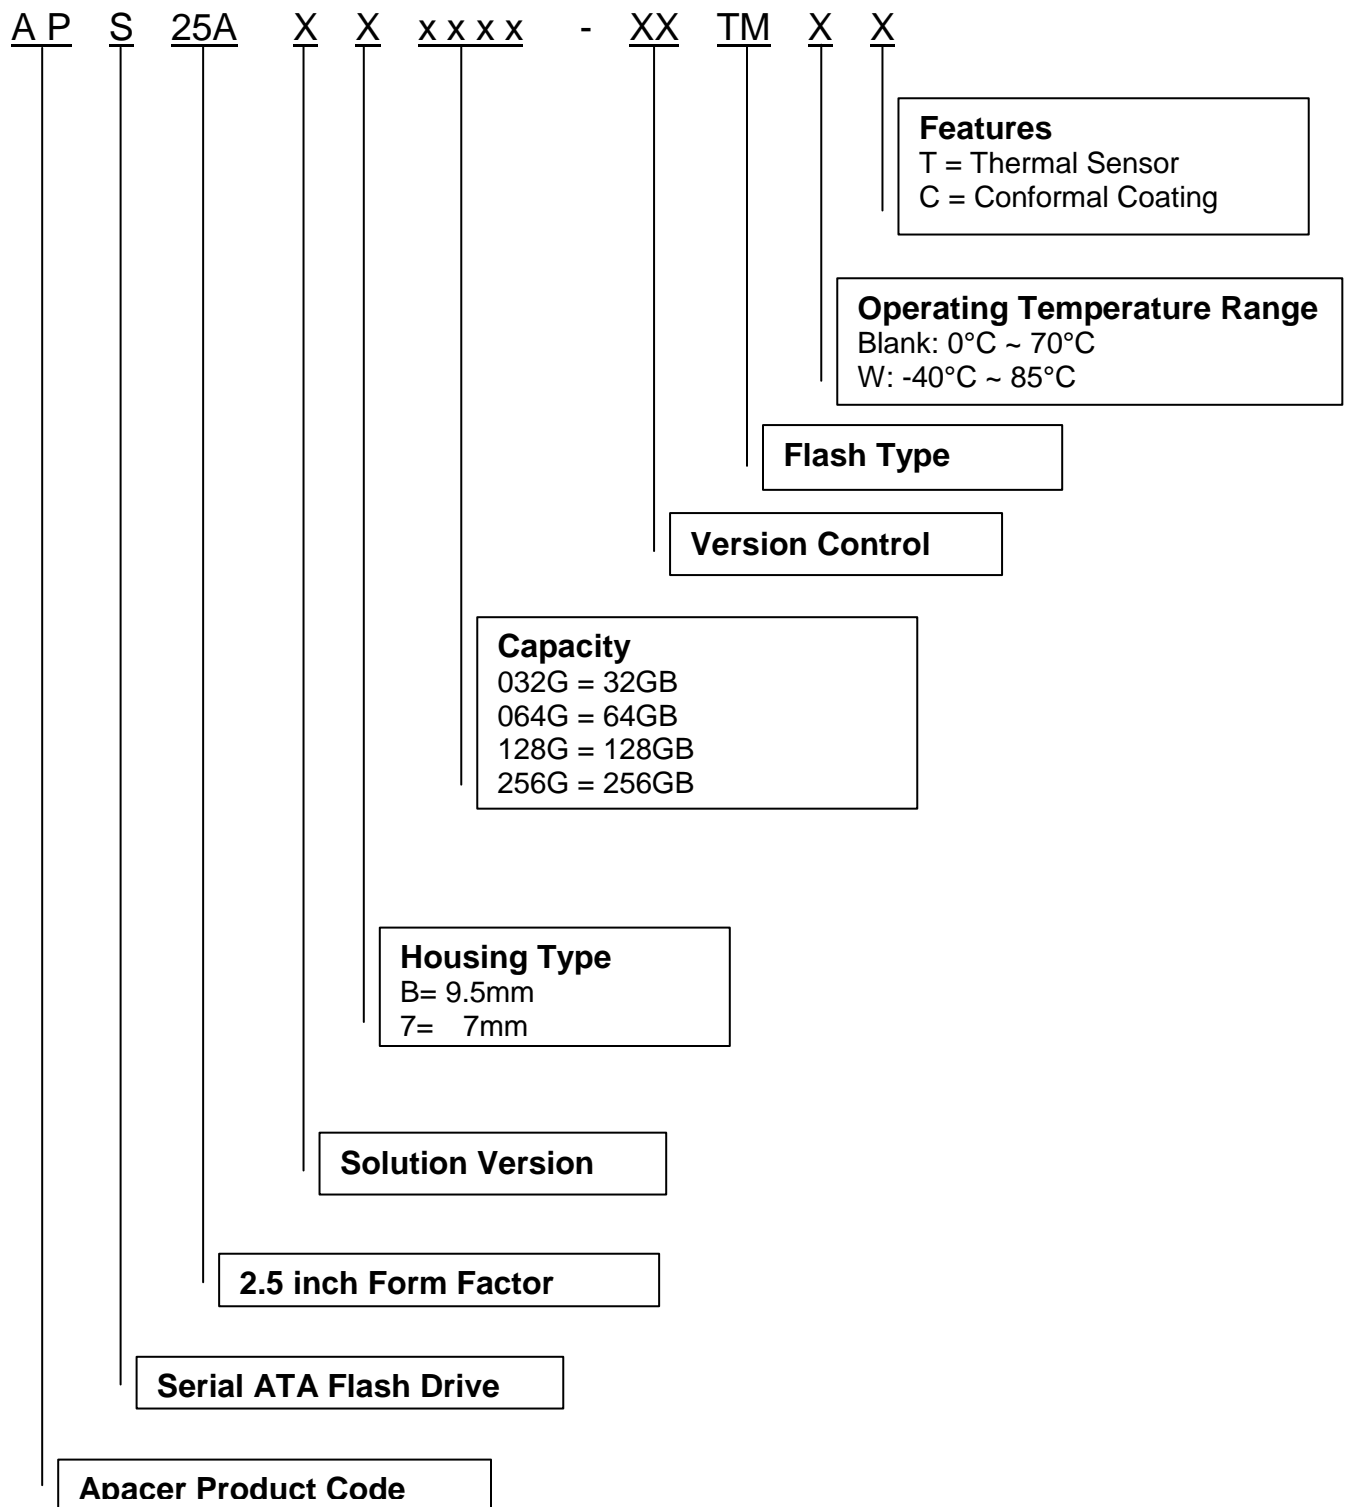 A P S 25A X X x x x x - XX TM X X
Features
T = Thermal Sensor
C = Conformal Coating
Operating Temperature Range
Blank: 0°C ~ 70°C
W: -40°C ~ 85°C
Flash Type
Version Control
Capacity
032G = 32GB
064G = 64GB
128G = 128GB
256G = 256GB
Housing Type
B= 9.5mm
7= 7mm
Solution Version
2.5 inch Form Factor
Serial ATA Flash Drive
Apacer Product Code